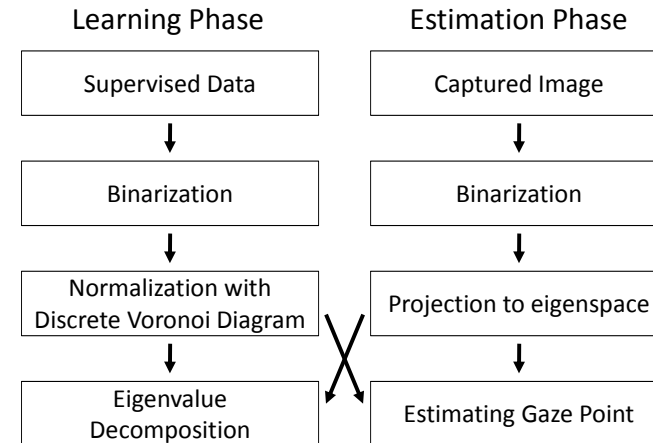 Learning Phase
Supervised Data
Binarization
Normalization with
Discrete Voronoi Diagram
Eigenvalue
Decomposition
Estimation Phase
Captured Image
Binarization
Projection to eigenspace
Estimating Gaze Point